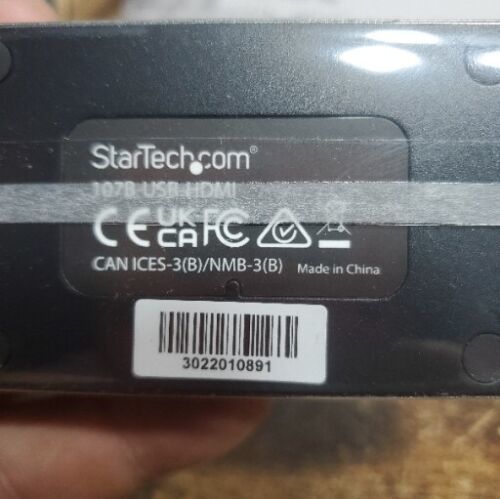 StarTech.com®
107B-USB-HDMI
CE UK CA FC
CAN ICES-3(B)/NMB-3(B) Made in China
3022010891